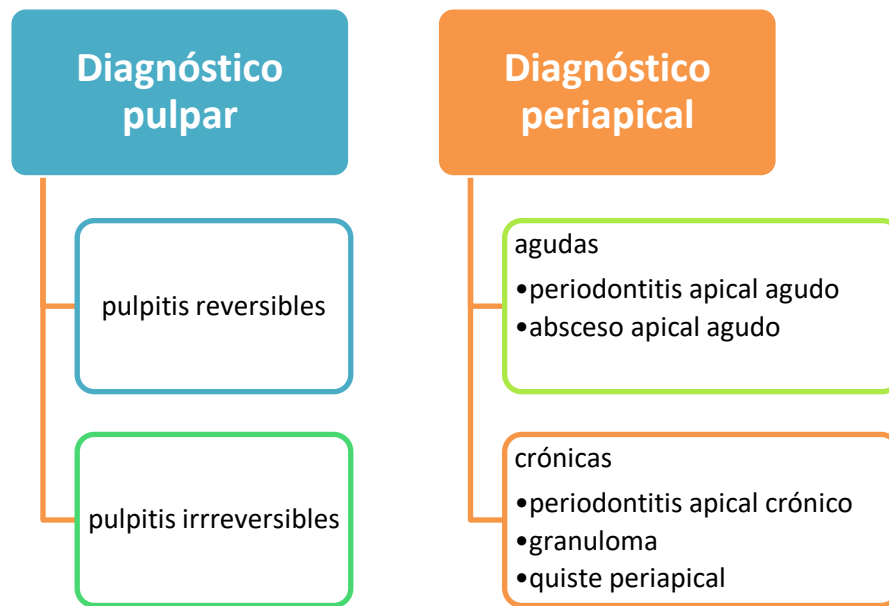 Diagnóstico
pulpar
pulpitis reversibles
pulpitis irrreversibles
Diagnóstico
periapical
agudas
•periodontitis apical agudo
•absceso apical agudo
crónicas
•periodontitis apical crónico
•granuloma
•quiste periapical